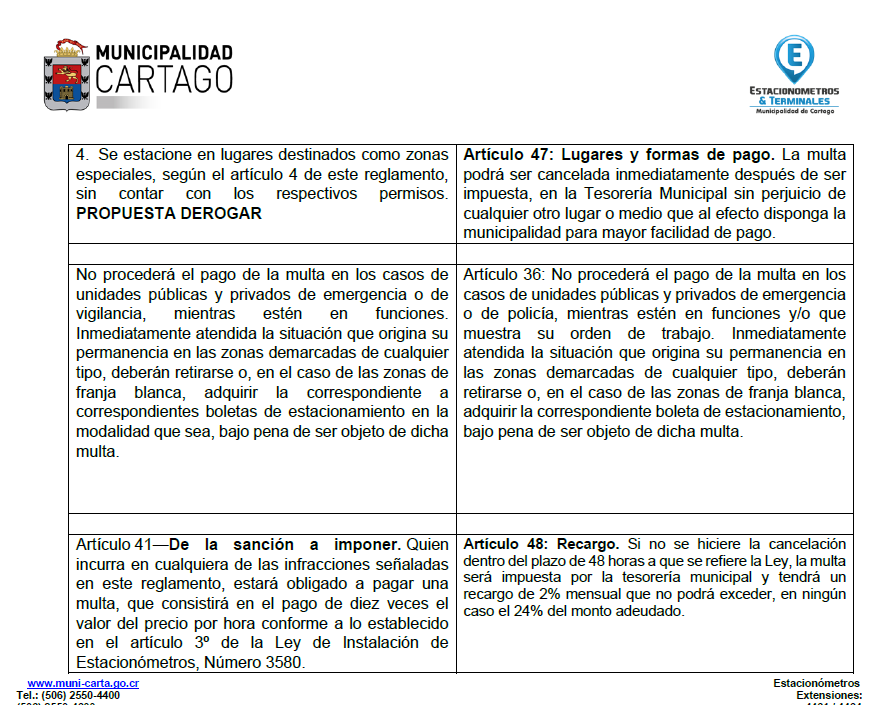 MUNICIPALIDAD
CARTAGO
E
ESTACIONOMETROS
& TERMINALES
Municipalidad de Cartago
4. Se estacione en lugares destinados como zonas
especiales, según el artículo 4 de este reglamento,
sin contar con los respectivos permisos.
PROPUESTA DEROGAR
Artículo 47: Lugares y formas de pago. La multa
podrá ser cancelada inmediatamente después de ser
impuesta, en la Tesorería Municipal sin perjuicio de
cualquier otro lugar o medio que al efecto disponga la
municipalidad para mayor facilidad de pago.
No procederá el pago de la multa en los casos de
unidades públicas y privados de emergencia o de
vigilancia, mientras estén en funciones.
Inmediatamente atendida la situación que origina su
permanencia en las zonas demarcadas de cualquier
tipo, deberán retirarse o, en el caso de las zonas de
franja blanca, adquirir la correspondiente a
correspondientes boletas de estacionamiento en la
modalidad que sea, bajo pena de ser objeto de dicha
multa.
Artículo 36: No procederá el pago de la multa en los
casos de unidades públicas y privados de emergencia
o de policía, mientras estén en funciones y/o que
muestra su orden de trabajo. Inmediatamente
atendida la situación que origina su permanencia en
las zonas demarcadas de cualquier tipo, deberán
retirarse o, en el caso de las zonas de franja blanca,
adquirir la correspondiente boleta de estacionamiento,
bajo pena de ser objeto de dicha multa.
Artículo 41—De la sanción a imponer. Quien
incurra en cualquiera de las infracciones señaladas
en este reglamento, estará obligado a pagar una
multa, que consistirá en el pago de diez veces el
valor del precio por hora conforme a lo establecido
en el artículo 3º de la Ley de Instalación de
Estacionómetros, Número 3580.
Artículo 48: Recargo. Si no se hiciere la cancelación
dentro del plazo de 48 horas a que se refiere la Ley, la multa
será impuesta por la tesorería municipal y tendrá un
recargo de 2% mensual que no podrá exceder, en ningún
caso el 24% del monto adeudado.
www.muni-carta.go.cr
Tel.: (506) 2550-4400
Estacionómetros
Extensiones: